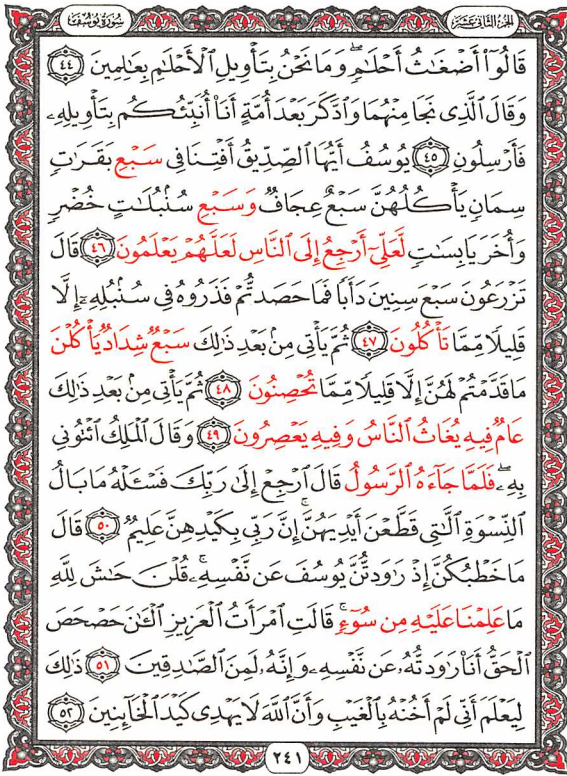 الجزء الثاني عشر
سورة يوسف
قَالُوٓا۟ أَضْغَٰثُ أَحْلَٰمٍۢ ۖ وَمَا نَحْنُ بِتَأْوِيلِ ٱلْأَحْلَٰمِ بِعَٰلِمِينَ ٤٤
وَقَالَ ٱلَّذِى نَجَا مِنْهُمَا وَٱدَّكَرَ بَعْدَ أُمَّةٍ أَنَا۠ أُنَبِّئُكُم بِتَأْوِيلِهِۦ
فَأَرْسِلُونِ ٤٥ يُوسُفُ أَيُّهَا ٱلصِّدِّيقُ أَفْتِنَا فِى سَبْعِ بَقَرَٰتٍۢ
سِمَانٍۢ يَأْكُلُهُنَّ سَبْعٌ عِجَافٌۭ وَسَبْعِ سُنۢبُلَٰتٍ خُضْرٍۢ
وَأُخَرَ يَابِسَٰتٍۢ لَّعَلِّىٓ أَرْجِعُ إِلَى ٱلنَّاسِ لَعَلَّهُمْ يَعْلَمُونَ ٤٦ قَالَ
تَزْرَعُونَ سَبْعَ سِنِينَ دَأَبًۭا فَمَا حَصَدتُّمْ فَذَرُوهُ فِى سُنۢبُلِهِۦٓ إِلَّا
قَلِيلًۭا مِّمَّا تَأْكُلُونَ ٤٧ ثُمَّ يَأْتِى مِنۢ بَعْدِ ذَٰلِكَ سَبْعٌۭ شِدَادٌۭ يَأْكُلْنَ
مَا قَدَّمْتُمْ لَهُنَّ إِلَّا قَلِيلًۭا مِّمَّا تُحْصِنُونَ ٤٨ ثُمَّ يَأْتِى مِنۢ بَعْدِ ذَٰلِكَ
عَامٌۭ فِيهِ يُغَاثُ ٱلنَّاسُ وَفِيهِ يَعْصِرُونَ ٤٩ وَقَالَ ٱلْمَلِكُ ٱئْتُونِى
بِهِۦ ۖ فَلَمَّا جَآءَهُ ٱلرَّسُولُ قَالَ ٱرْجِعْ إِلَىٰ رَبِّكَ فَسْـَٔلْهُ مَا بَالُ
ٱلنِّسْوَةِ ٱلَّٰتِى قَطَّعْنَ أَيْدِيَهُنَّ ۚ إِنَّ رَبِّى بِكَيْدِهِنَّ عَلِيمٌۭ ٥٠ قَالَ
مَا خَطْبُكُنَّ إِذْ رَٰوَدتُّنَّ يُوسُفَ عَن نَّفْسِهِۦ ۚ قُلْنَ حَٰشَ لِلَّهِ
مَا عَلِمْنَا عَلَيْهِ مِن سُوٓءٍۢ ۚ قَالَتِ ٱمْرَأَتُ ٱلْعَزِيزِ ٱلْـَٰٔنَ حَصْحَصَ
ٱلْحَقُّ أَنَا۠ رَٰوَدتُّهُۥ عَن نَّفْسِهِۦ وَإِنَّهُۥ لَمِنَ ٱلصَّٰدِقِينَ ٥١ ذَٰلِكَ
لِيَعْلَمَ أَنِّى لَمْ أَخُنْهُ بِٱلْغَيْبِ وَأَنَّ ٱللَّهَ لَا يَهْدِى كَيْدَ ٱلْخَآئِنِينَ ٥٢
٢٤١